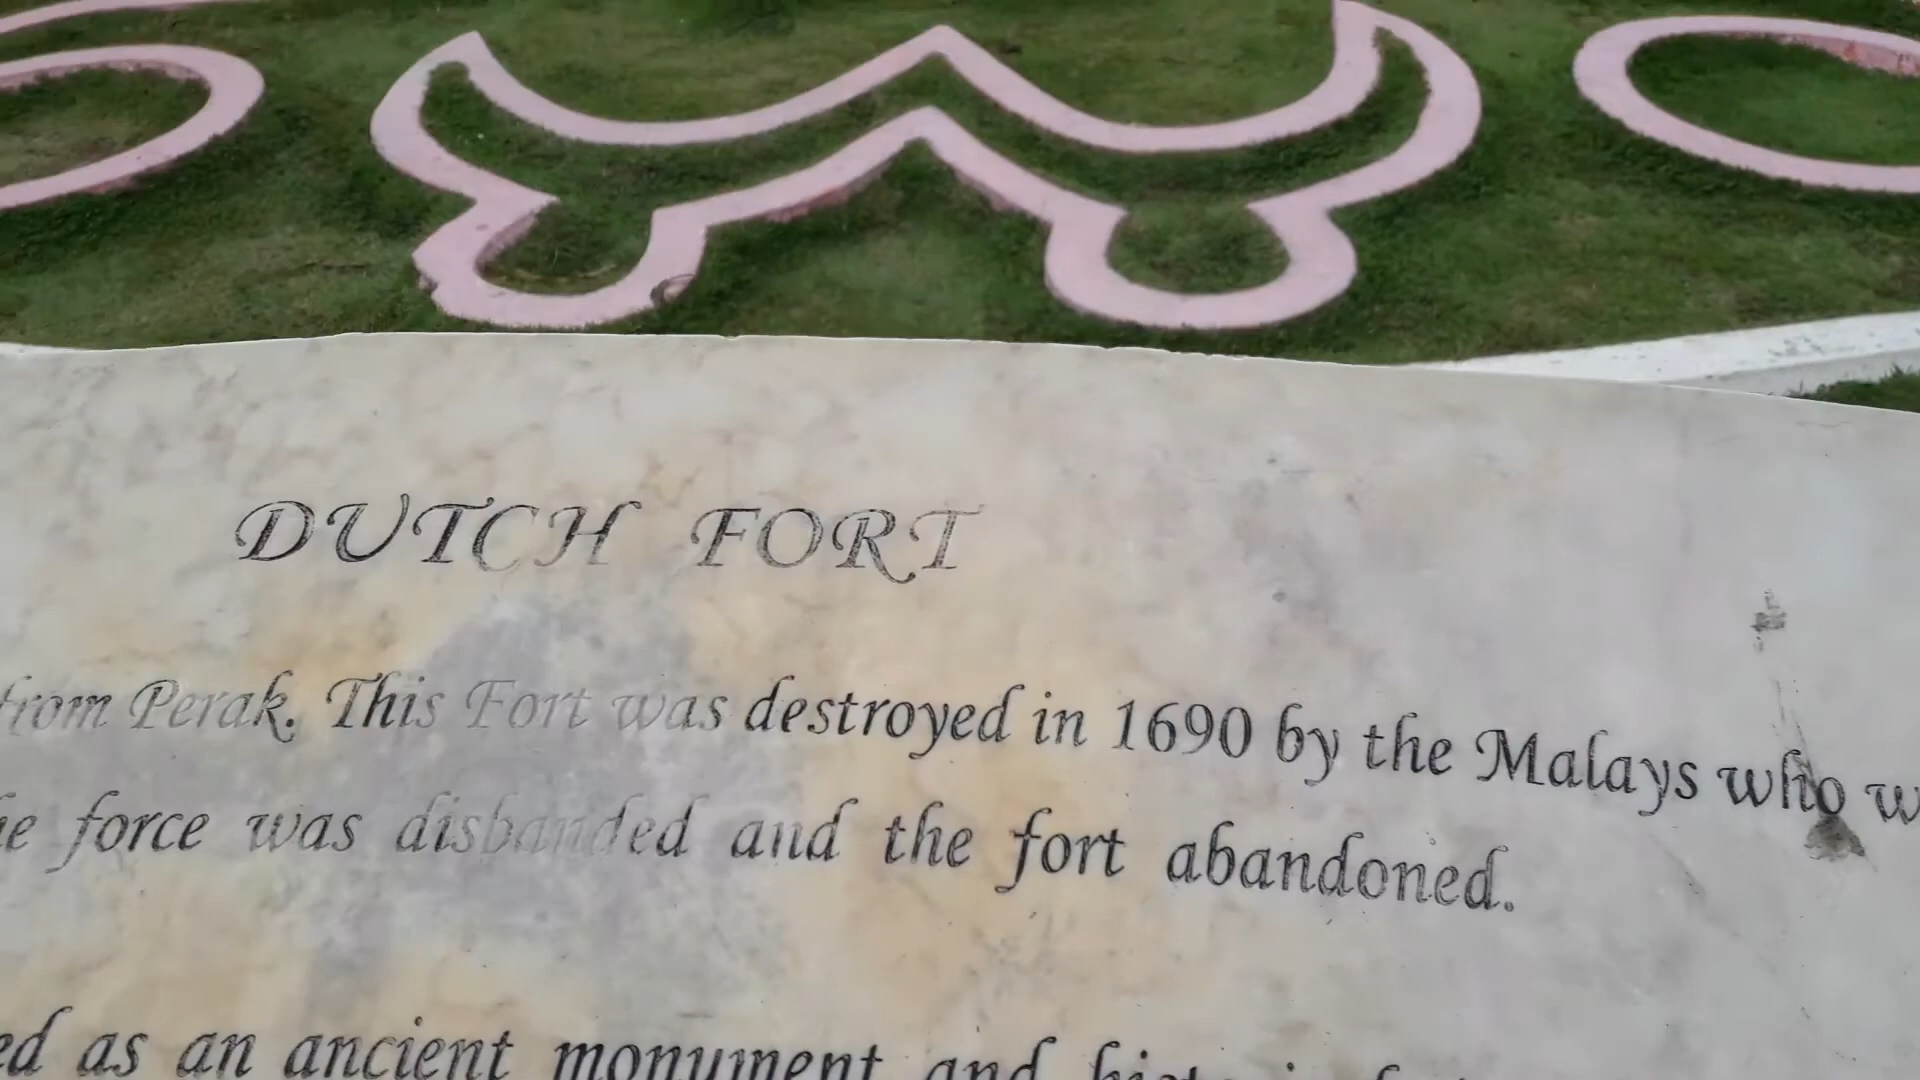 DUTCH FORT
from Perak. This Fort was destroyed in 1690 by the Malays who w
e force was disbanded and the fort abandoned.
ed as an ancient monument and